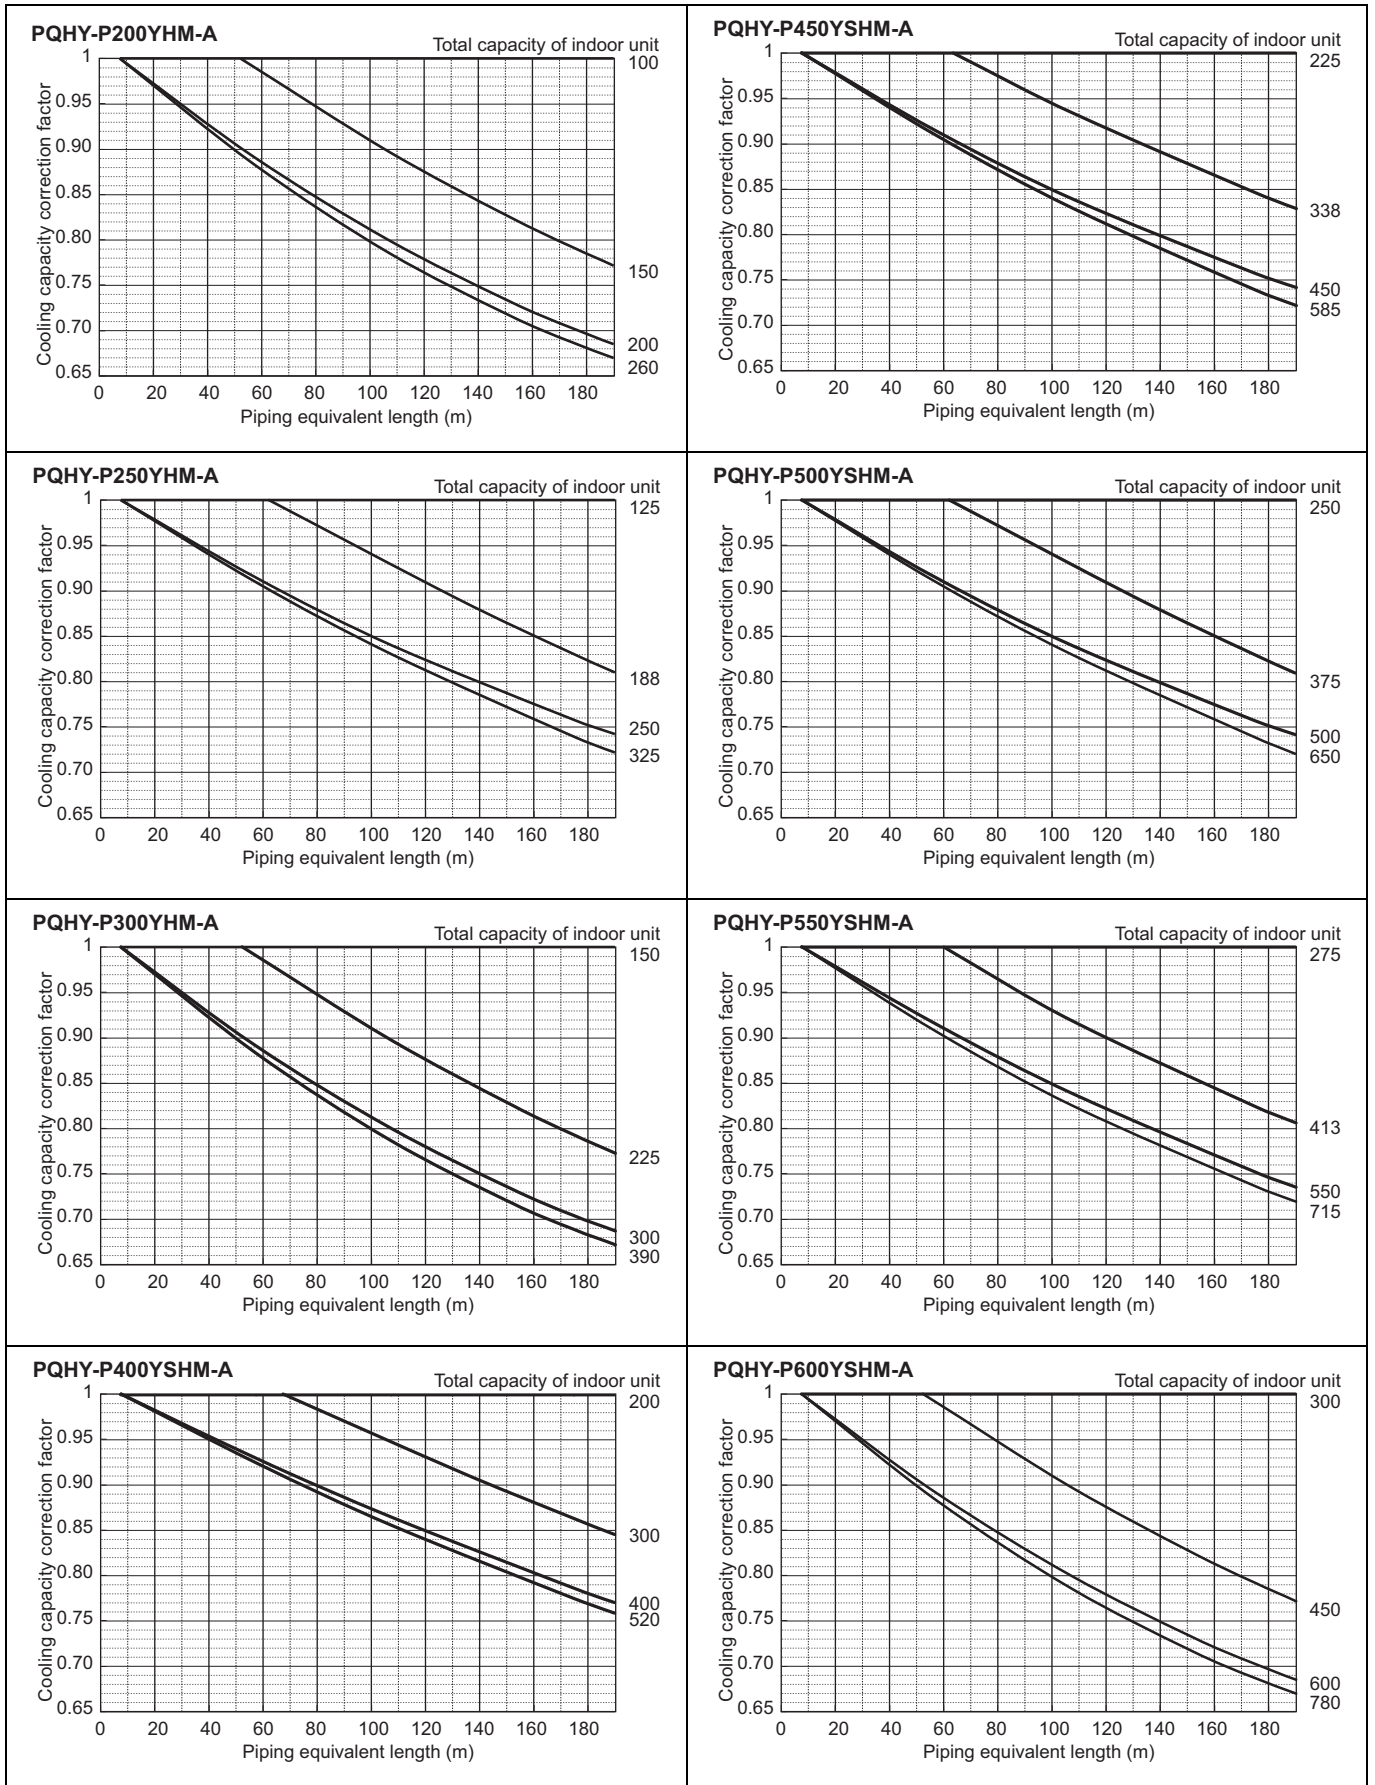 PQHY-P200YHM-A
Total capacity of indoor unit
Cooling capacity correction factor
1
0.95
0.90
0.85
0.80
0.75
0.70
0.65
100
150
200
260
0 20 40 60 80 100 120 140 160 180
Piping equivalent length (m)
PQHY-P450YSHM-A
Total capacity of indoor unit
Cooling capacity correction factor
1
0.95
0.90
0.85
0.80
0.75
0.70
0.65
225
338
450
585
0 20 40 60 80 100 120 140 160 180
Piping equivalent length (m)
PQHY-P250YHM-A
Total capacity of indoor unit
Cooling capacity correction factor
1
0.95
0.90
0.85
0.80
0.75
0.70
0.65
125
188
250
325
0 20 40 60 80 100 120 140 160 180
Piping equivalent length (m)
PQHY-P500YSHM-A
Total capacity of indoor unit
Cooling capacity correction factor
1
0.95
0.90
0.85
0.80
0.75
0.70
0.65
250
375
500
650
0 20 40 60 80 100 120 140 160 180
Piping equivalent length (m)
PQHY-P300YHM-A
Total capacity of indoor unit
Cooling capacity correction factor
1
0.95
0.90
0.85
0.80
0.75
0.70
0.65
150
225
300
390
0 20 40 60 80 100 120 140 160 180
Piping equivalent length (m)
PQHY-P550YSHM-A
Total capacity of indoor unit
Cooling capacity correction factor
1
0.95
0.90
0.85
0.80
0.75
0.70
0.65
275
413
550
715
0 20 40 60 80 100 120 140 160 180
Piping equivalent length (m)
PQHY-P400YSHM-A
Total capacity of indoor unit
Cooling capacity correction factor
1
0.95
0.90
0.85
0.80
0.75
0.70
0.65
200
300
400
520
0 20 40 60 80 100 120 140 160 180
Piping equivalent length (m)
PQHY-P600YSHM-A
Total capacity of indoor unit
Cooling capacity correction factor
1
0.95
0.90
0.85
0.80
0.75
0.70
0.65
300
450
600
780
0 20 40 60 80 100 120 140 160 180
Piping equivalent length (m)